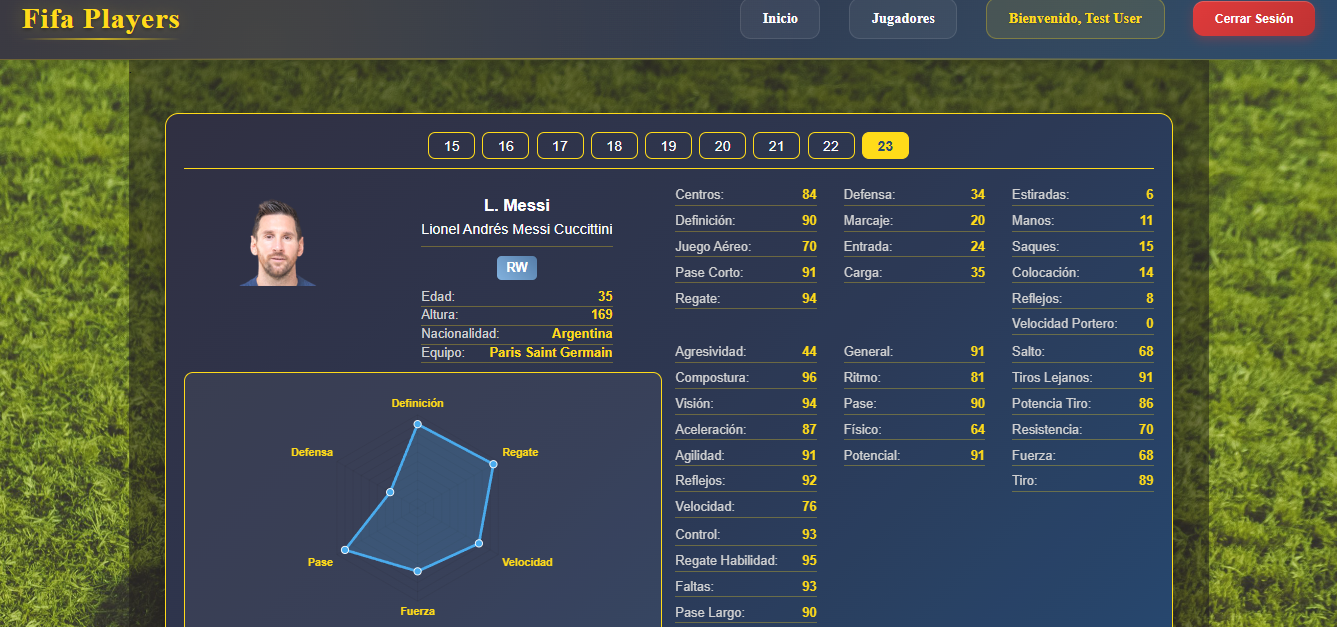 Fifa Players
Inicio
Jugadores
Bienvenido, Test User
Cerrar Sesión
15 16 17 18 19 20 21 22 23
L. Messi
Lionel Andrés Messi Cuccittini
RW
Edad: 35
Altura: 169
Nacionalidad: Argentina
Equipo: Paris Saint Germain
Definición
Regate
Velocidad
Fuerza
Pase
Defensa
Centros: 84
Definición: 90
Juego Aéreo: 70
Pase Corto: 91
Regate: 94
Defensa: 34
Marcaje: 20
Entrada: 24
Carga: 35
Estiradas: 6
Manos: 11
Saques: 15
Colocación: 14
Reflejos: 8
Velocidad Portero: 0
Agresividad: 44
Compostura: 96
Visión: 94
Aceleración: 87
Agilidad: 91
Reflejos: 92
Velocidad: 76
Control: 93
Regate Habilidad: 95
Faltas: 93
Pase Largo: 90
General: 91
Ritmo: 81
Pase: 90
Físico: 64
Potencial: 91
Salto: 68
Tiros Lejanos: 91
Potencia Tiro: 86
Resistencia: 70
Fuerza: 68
Tiro: 89